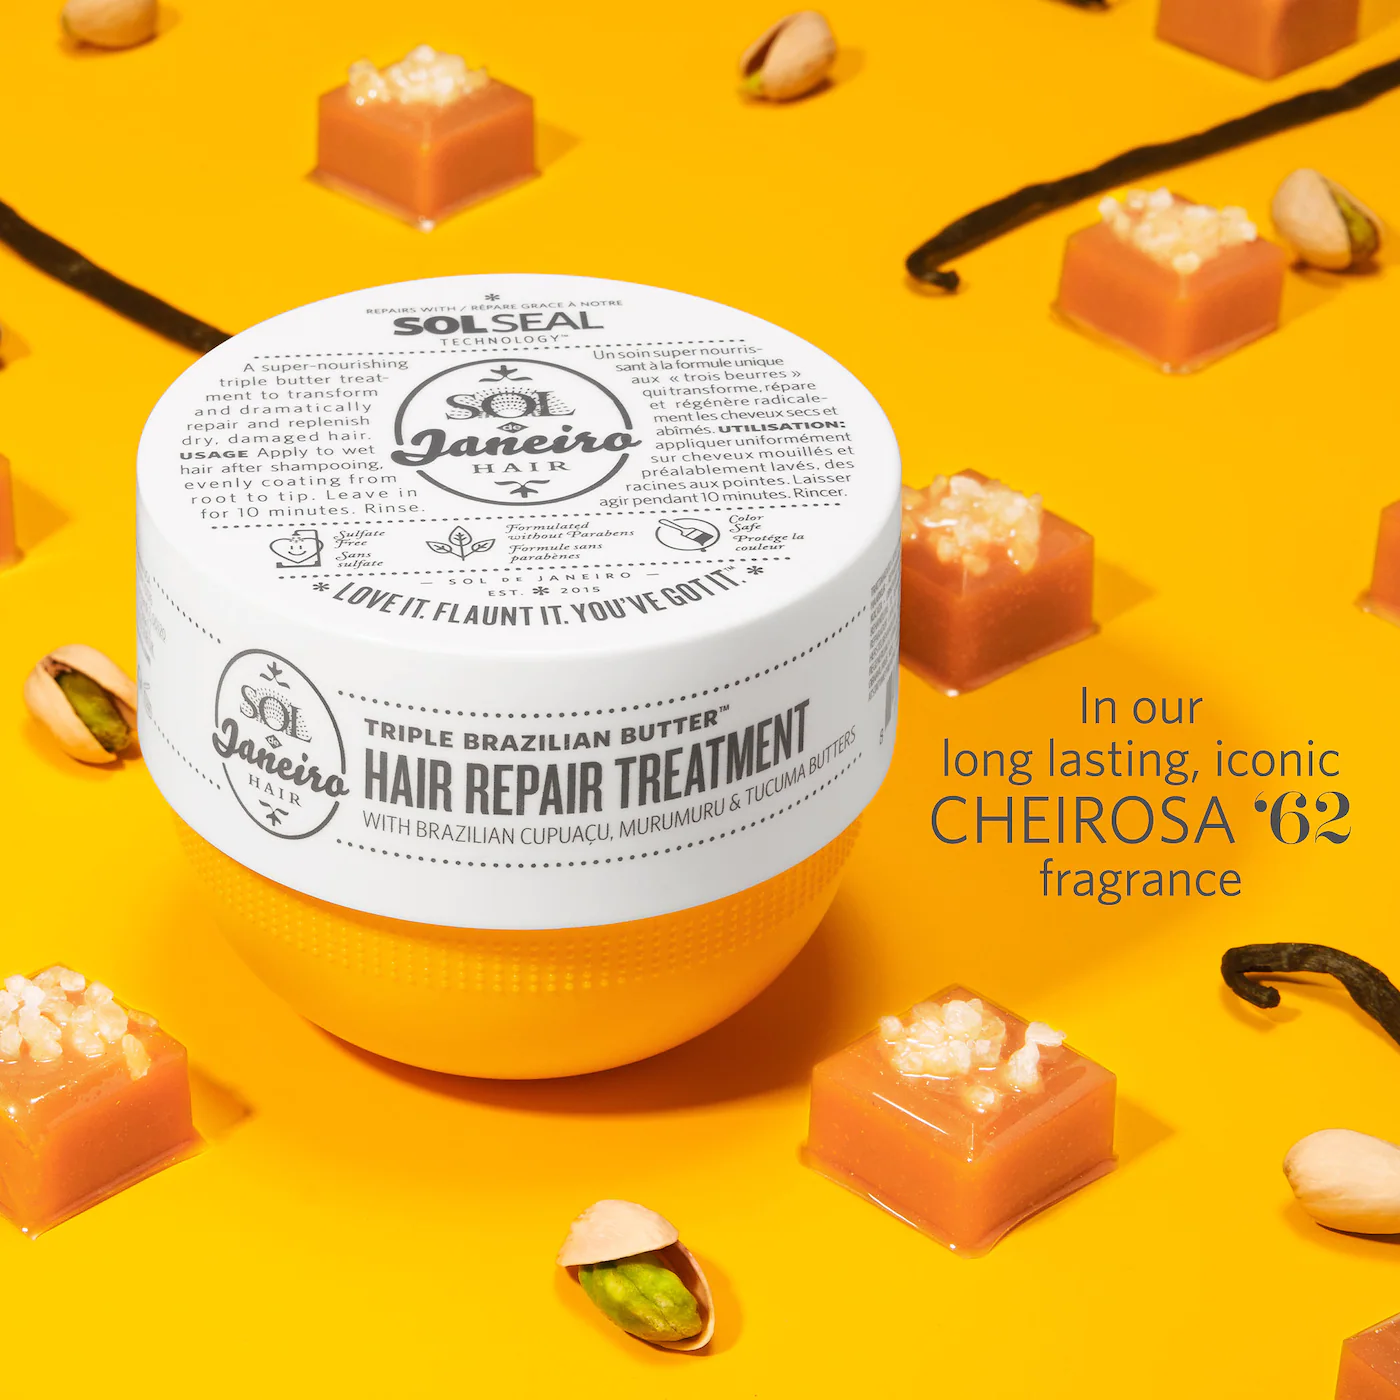 *
REPAIRS WITH / RÉPARE GRACE À NOTRE
SOLSEAL
TECHNOLOGY™
A super-nourishing
triple butter treat-
ment to transform
and dramatically
repair and replenish
dry, damaged hair.
USAGE Apply to wet
hair after shampooing,
evenly coating from
root to tip. Leave in
for 10 minutes. Rinse.
SOL
de
Janeiro
HAIR
Un soin super nourris-
sant à la formule unique
aux « trois beurres »
qui transforme, répare
et régénère radicale-
ment les cheveux secs et
abîmés. UTILISATION:
appliquer uniformément
sur cheveux mouillés et
préalablement lavés, des
racines aux pointes. Laisser
agir pendant 10 minutes. Rincer.
Sulfate
Free
Sans
sulfate
Formulated
without Parabens
Formule sans
parabènes
Color
Safe
Protége la
couleur
— SOL DE JANEIRO —
EST. * 2015
* LOVE IT. FLAUNT IT. YOU'VE GOT IT.™ *
SOL
de
Janeiro
HAIR
TRIPLE BRAZILIAN BUTTER™
HAIR REPAIR TREATMENT
WITH BRAZILIAN CUPUAÇU, MURUMURU & TUCUMA BUTTERS
In our
long lasting, iconic
CHEIROSA ‘62
fragrance